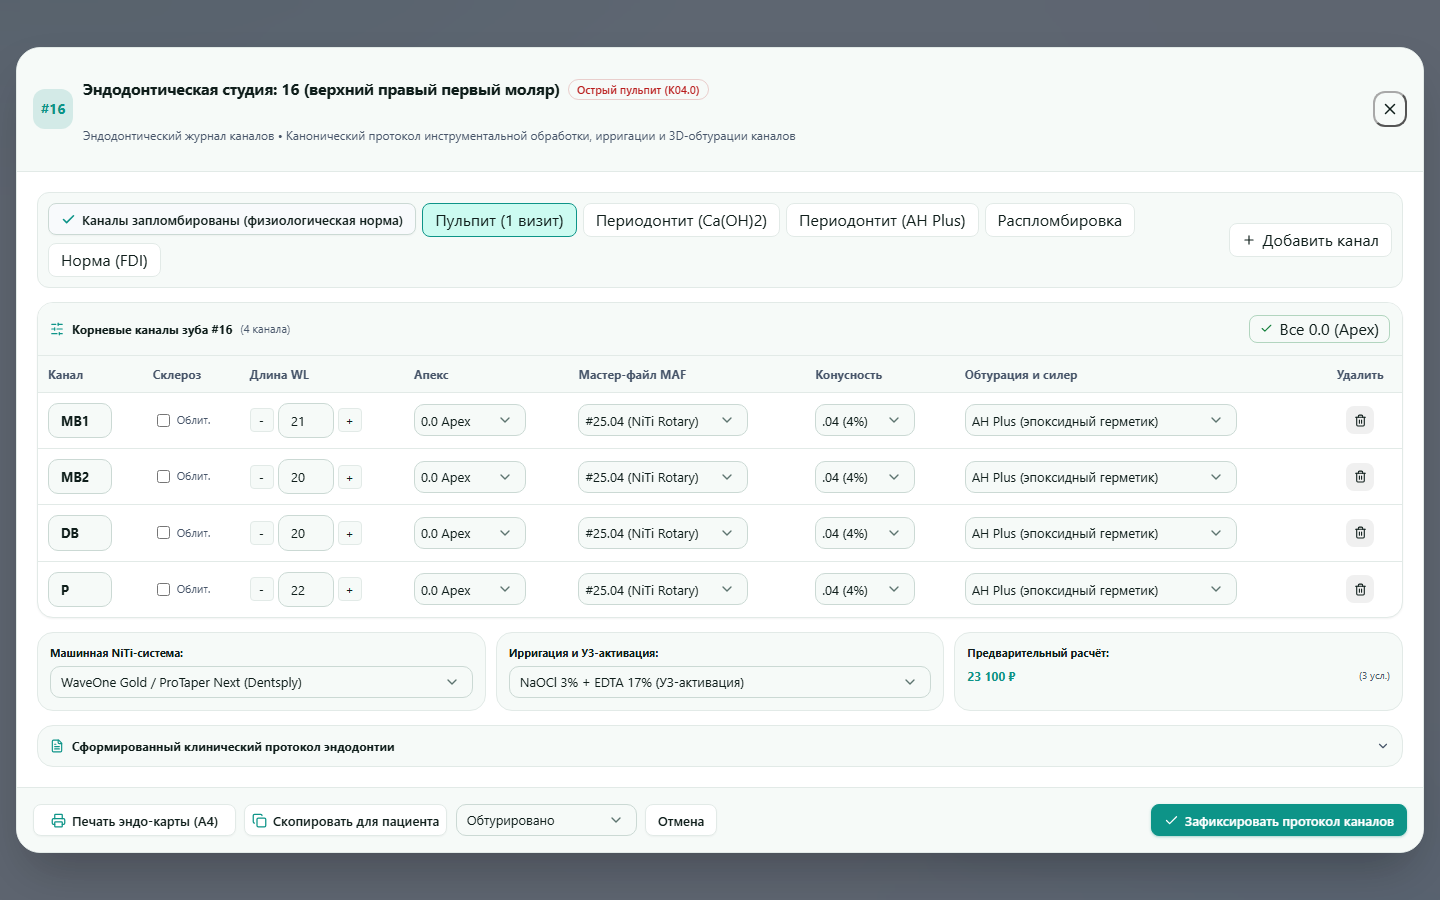 #16
Эндодонтическая студия: 16 (верхний правый первый моляр)
Острый пульпит (K04.0)
Эндодонтический журнал каналов • Канонический протокол инструментальной обработки, ирригации и 3D-обтурации каналов
Каналы запломбированы (физиологическая норма)
Пульпит (1 визит)
Периодонтит (Ca(OH)2)
Периодонтит (AH Plus)
Распломбировка
Норма (FDI)
+ Добавить канал
Корневые каналы зуба #16 (4 канала)
Все 0.0 (Apex)
Канал Склероз Длина WL Апекс Мастер-файл MAF Конусность Обтурация и силер Удалить
MB1 Облит. - 21 + 0.0 Apex #25.04 (NiTi Rotary) .04 (4%) AH Plus (эпоксидный герметик)
MB2 Облит. - 20 + 0.0 Apex #25.04 (NiTi Rotary) .04 (4%) AH Plus (эпоксидный герметик)
DB Облит. - 20 + 0.0 Apex #25.04 (NiTi Rotary) .04 (4%) AH Plus (эпоксидный герметик)
P Облит. - 22 + 0.0 Apex #25.04 (NiTi Rotary) .04 (4%) AH Plus (эпоксидный герметик)
Машинная NiTi-система:
WaveOne Gold / ProTaper Next (Dentsply)
Ирригация и УЗ-активация:
NaOCl 3% + EDTA 17% (УЗ-активация)
Предварительный расчёт:
23 100 ₽ (3 усл.)
Сформированный клинический протокол эндодонтии
Печать эндо-карты (A4)
Скопировать для пациента
Обтурировано
Отмена
Зафиксировать протокол каналов